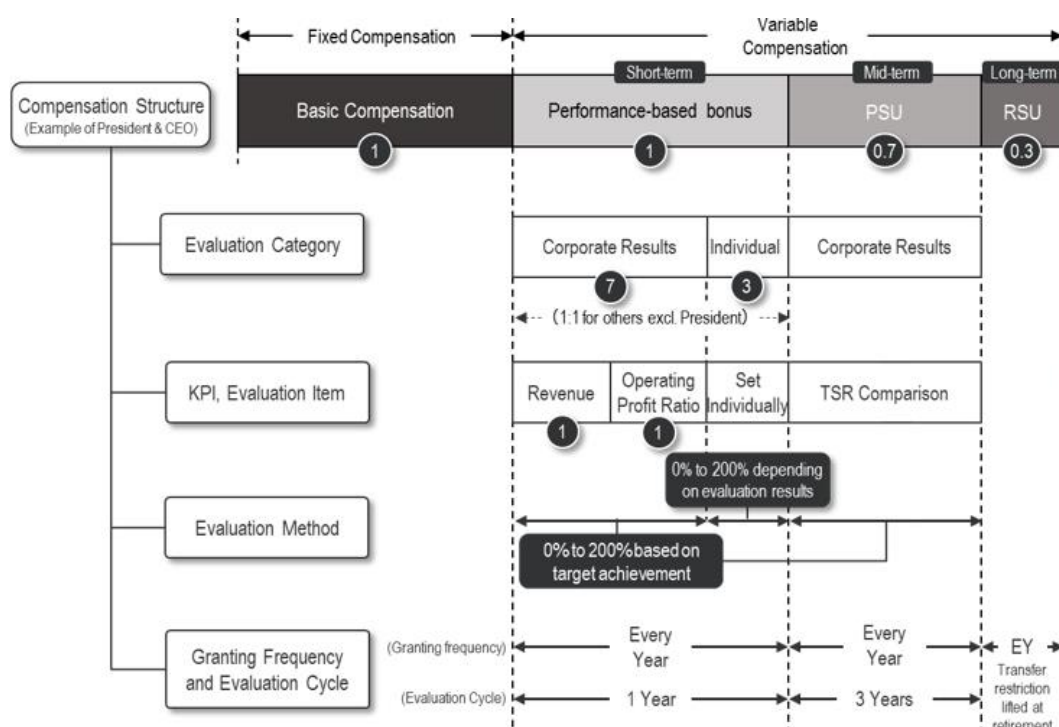 Fixed Compensation
Variable
Compensation
Compensation Structure
(Example of President & CEO)
Basic Compensation
1
Short-term
Performance-based bonus
1
Mid-term
PSU
0.7
Long-term
RSU
0.3
Evaluation Category
Corporate Results
7
Individual
3
Corporate Results
(1:1 for others excl. President)
KPI, Evaluation Item
Revenue
1
Operating
Profit Ratio
1
Set
Individually
TSR Comparison
Evaluation Method
0% to 200% depending
on evaluation results
0% to 200% based on
target achievement
Granting Frequency
and Evaluation Cycle
(Granting frequency)
Every
Year
Every
Year
EY
(Evaluation Cycle)
1 Year
3 Years
Transfer
restriction
lifted at
retirement